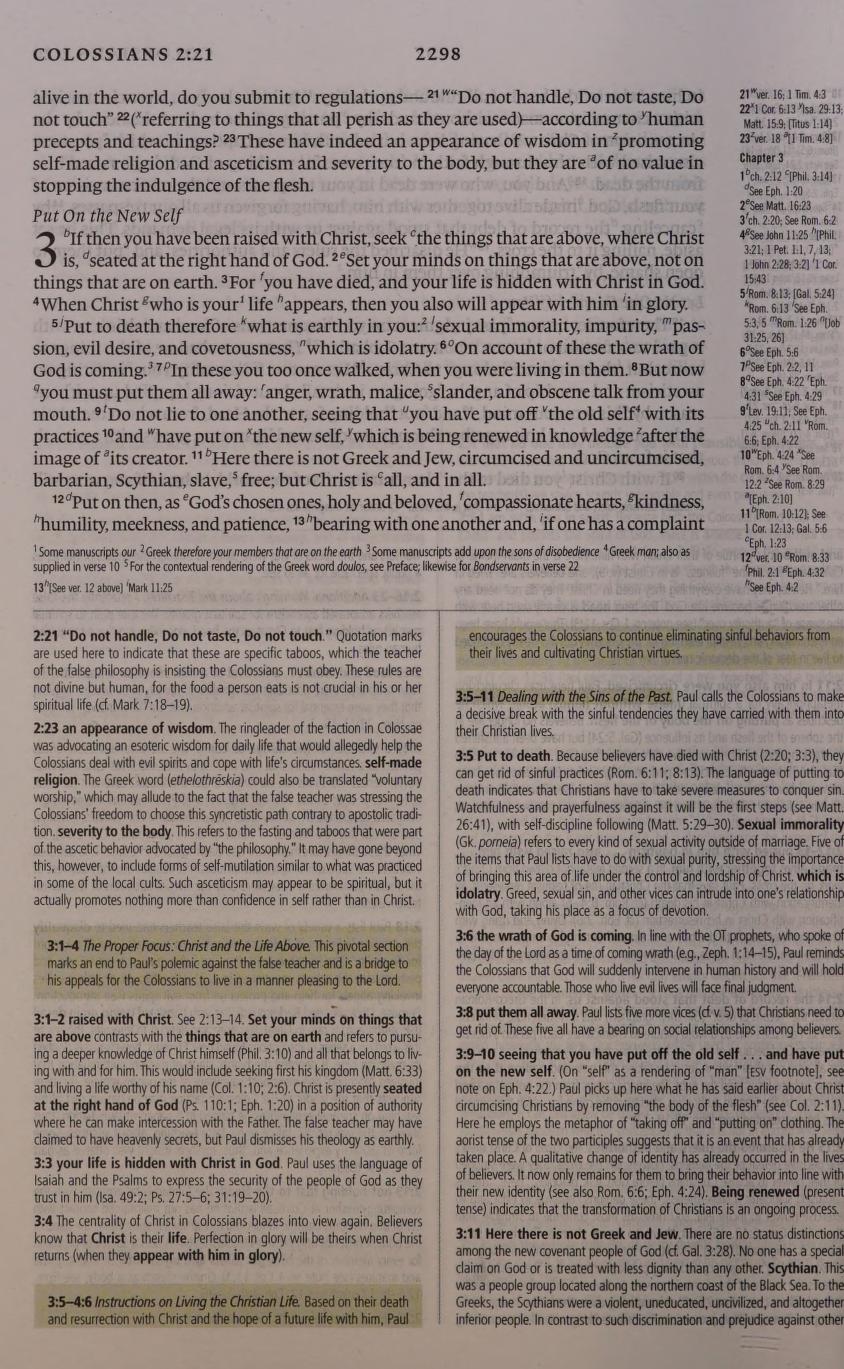 COLOSSIANS 2:21
2298
alive in the world, do you submit to regulations— 21 w“Do not handle, Do not taste, Do
not touch” 22(xreferring to things that all perish as they are used)—according to yhuman
precepts and teachings? 23These have indeed an appearance of wisdom in zpromoting
self-made religion and asceticism and severity to the body, but they are aof no value in
stopping the indulgence of the flesh.
Put On the New Self
3 bIf then you have been raised with Christ, seek cthe things that are above, where Christ
is, dseated at the right hand of God. 2eSet your minds on things that are above, not on
things that are on earth. 3For fyou have died, and your life is hidden with Christ in God.
4When Christ gwho is your1 life happears, then you also will appear with him iin glory.
5jPut to death therefore kwhat is earthly in you:2 lsexual immorality, impurity, mpas-
sion, evil desire, and covetousness, nwhich is idolatry. 6oOn account of these the wrath of
God is coming.3 7pIn these you too once walked, when you were living in them. 8But now
qyou must put them all away: ranger, wrath, malice, sslander, and obscene talk from your
mouth. 9tDo not lie to one another, seeing that uyou have put off vthe old self4 with its
practices 10and whave put on xthe new self, ywhich is being renewed in knowledge zafter the
image of aits creator. 11bHere there is not Greek and Jew, circumcised and uncircumcised,
barbarian, Scythian, slave,5 free; but Christ is call, and in all.
12dPut on then, as eGod’s chosen ones, holy and beloved, fcompassionate hearts, gkindness,
hhumility, meekness, and patience, 13hbearing with one another and, iif one has a complaint
1 Some manuscripts our 2 Greek therefore your members that are on the earth 3 Some manuscripts add upon the sons of disobedience 4 Greek man; also as
supplied in verse 10 5 For the contextual rendering of the Greek word doulos, see Preface; likewise for Bondservants in verse 22
13h[See ver. 12 above] iMark 11:25
21wver. 16; 1 Tim. 4:3
22x1 Cor. 6:13 yIsa. 29:13;
Matt. 15:9; [Titus 1:14]
23zver. 18 a[1 Tim. 4:8]
Chapter 3
1bch. 2:12 c[Phil. 3:14]
dSee Eph. 1:20
2eSee Matt. 16:23
3fch. 2:20; See Rom. 6:2
4gSee John 11:25 h[Phil.
3:21; 1 Pet. 1:1, 7, 13;
1 John 2:28; 3:2] i1 Cor.
15:43
5jRom. 8:13; [Gal. 5:24]
kRom. 6:13 lSee Eph.
5:3, 5 mRom. 1:26 n[Job
31:25, 26]
6oSee Eph. 5:6
7pSee Eph. 2:2, 11
8qSee Eph. 4:22 rEph.
4:31 sSee Eph. 4:29
9tLev. 19:11; See Eph.
4:25 uch. 2:11 vRom.
6:6; Eph. 4:22
10wEph. 4:24 xSee
Rom. 6:4 ySee Rom.
12:2 zSee Rom. 8:29
a[Eph. 2:10]
11b[Rom. 10:12]; See
1 Cor. 12:13; Gal. 5:6
cEph. 1:23
12dver. 10 eRom. 8:33
fPhil. 2:1 gEph. 4:32
hSee Eph. 4:2
2:21 “Do not handle, Do not taste, Do not touch.” Quotation marks
are used here to indicate that these are specific taboos, which the teacher
of the false philosophy is insisting the Colossians must obey. These rules are
not divine but human, for the food a person eats is not crucial in his or her
spiritual life (cf. Mark 7:18–19).
2:23 an appearance of wisdom. The ringleader of the faction in Colossae
was advocating an esoteric wisdom for daily life that would allegedly help the
Colossians deal with evil spirits and cope with life’s circumstances. self-made
religion. The Greek word (ethelothrēskia) could also be translated “voluntary
worship,” which may allude to the fact that the false teacher was stressing the
Colossians’ freedom to choose this syncretistic path contrary to apostolic tradi-
tion. severity to the body. This refers to the fasting and taboos that were part
of the ascetic behavior advocated by “the philosophy.” It may have gone beyond
this, however, to include forms of self-mutilation similar to what was practiced
in some of the local cults. Such asceticism may appear to be spiritual, but it
actually promotes nothing more than confidence in self rather than in Christ.
3:1–4 The Proper Focus: Christ and the Life Above. This pivotal section
marks an end to Paul’s polemic against the false teacher and is a bridge to
his appeals for the Colossians to live in a manner pleasing to the Lord.
3:1–2 raised with Christ. See 2:13–14. Set your minds on things that
are above contrasts with the things that are on earth and refers to pursu-
ing a deeper knowledge of Christ himself (Phil. 3:10) and all that belongs to liv-
ing with and for him. This would include seeking first his kingdom (Matt. 6:33)
and living a life worthy of his name (Col. 1:10; 2:6). Christ is presently seated
at the right hand of God (Ps. 110:1; Eph. 1:20) in a position of authority
where he can make intercession with the Father. The false teacher may have
claimed to have heavenly secrets, but Paul dismisses his theology as earthly.
3:3 your life is hidden with Christ in God. Paul uses the language of
Isaiah and the Psalms to express the security of the people of God as they
trust in him (Isa. 49:2; Ps. 27:5–6; 31:19–20).
3:4 The centrality of Christ in Colossians blazes into view again. Believers
know that Christ is their life. Perfection in glory will be theirs when Christ
returns (when they appear with him in glory).
3:5–4:6 Instructions on Living the Christian Life. Based on their death
and resurrection with Christ and the hope of a future life with him, Paul
encourages the Colossians to continue eliminating sinful behaviors from
their lives and cultivating Christian virtues.
3:5–11 Dealing with the Sins of the Past. Paul calls the Colossians to make
a decisive break with the sinful tendencies they have carried with them into
their Christian lives.
3:5 Put to death. Because believers have died with Christ (2:20; 3:3), they
can get rid of sinful practices (Rom. 6:11; 8:13). The language of putting to
death indicates that Christians have to take severe measures to conquer sin.
Watchfulness and prayerfulness against it will be the first steps (see Matt.
26:41), with self-discipline following (Matt. 5:29–30). Sexual immorality
(Gk. porneia) refers to every kind of sexual activity outside of marriage. Five of
the items that Paul lists have to do with sexual purity, stressing the importance
of bringing this area of life under the control and lordship of Christ. which is
idolatry. Greed, sexual sin, and other vices can intrude into one’s relationship
with God, taking his place as a focus of devotion.
3:6 the wrath of God is coming. In line with the OT prophets, who spoke of
the day of the Lord as a time of coming wrath (e.g., Zeph. 1:14–15), Paul reminds
the Colossians that God will suddenly intervene in human history and will hold
everyone accountable. Those who live evil lives will face final judgment.
3:8 put them all away. Paul lists five more vices (cf. v. 5) that Christians need to
get rid of. These five all have a bearing on social relationships among believers.
3:9–10 seeing that you have put off the old self . . . and have put
on the new self. (On “self” as a rendering of “man” [ESV footnote], see
note on Eph. 4:22.) Paul picks up here what he has said earlier about Christ
circumcising Christians by removing “the body of the flesh” (see Col. 2:11).
Here he employs the metaphor of “taking off” and “putting on” clothing. The
aorist tense of the two participles suggests that it is an event that has already
taken place. A qualitative change of identity has already occurred in the lives
of believers. It now only remains for them to bring their behavior into line with
their new identity (see also Rom. 6:6; Eph. 4:24). Being renewed (present
tense) indicates that the transformation of Christians is an ongoing process.
3:11 Here there is not Greek and Jew. There are no status distinctions
among the new covenant people of God (cf. Gal. 3:28). No one has a special
claim on God or is treated with less dignity than any other. Scythian. This
was a people group located along the northern coast of the Black Sea. To the
Greeks, the Scythians were a violent, uneducated, uncivilized, and altogether
inferior people. In contrast to such discrimination and prejudice against other